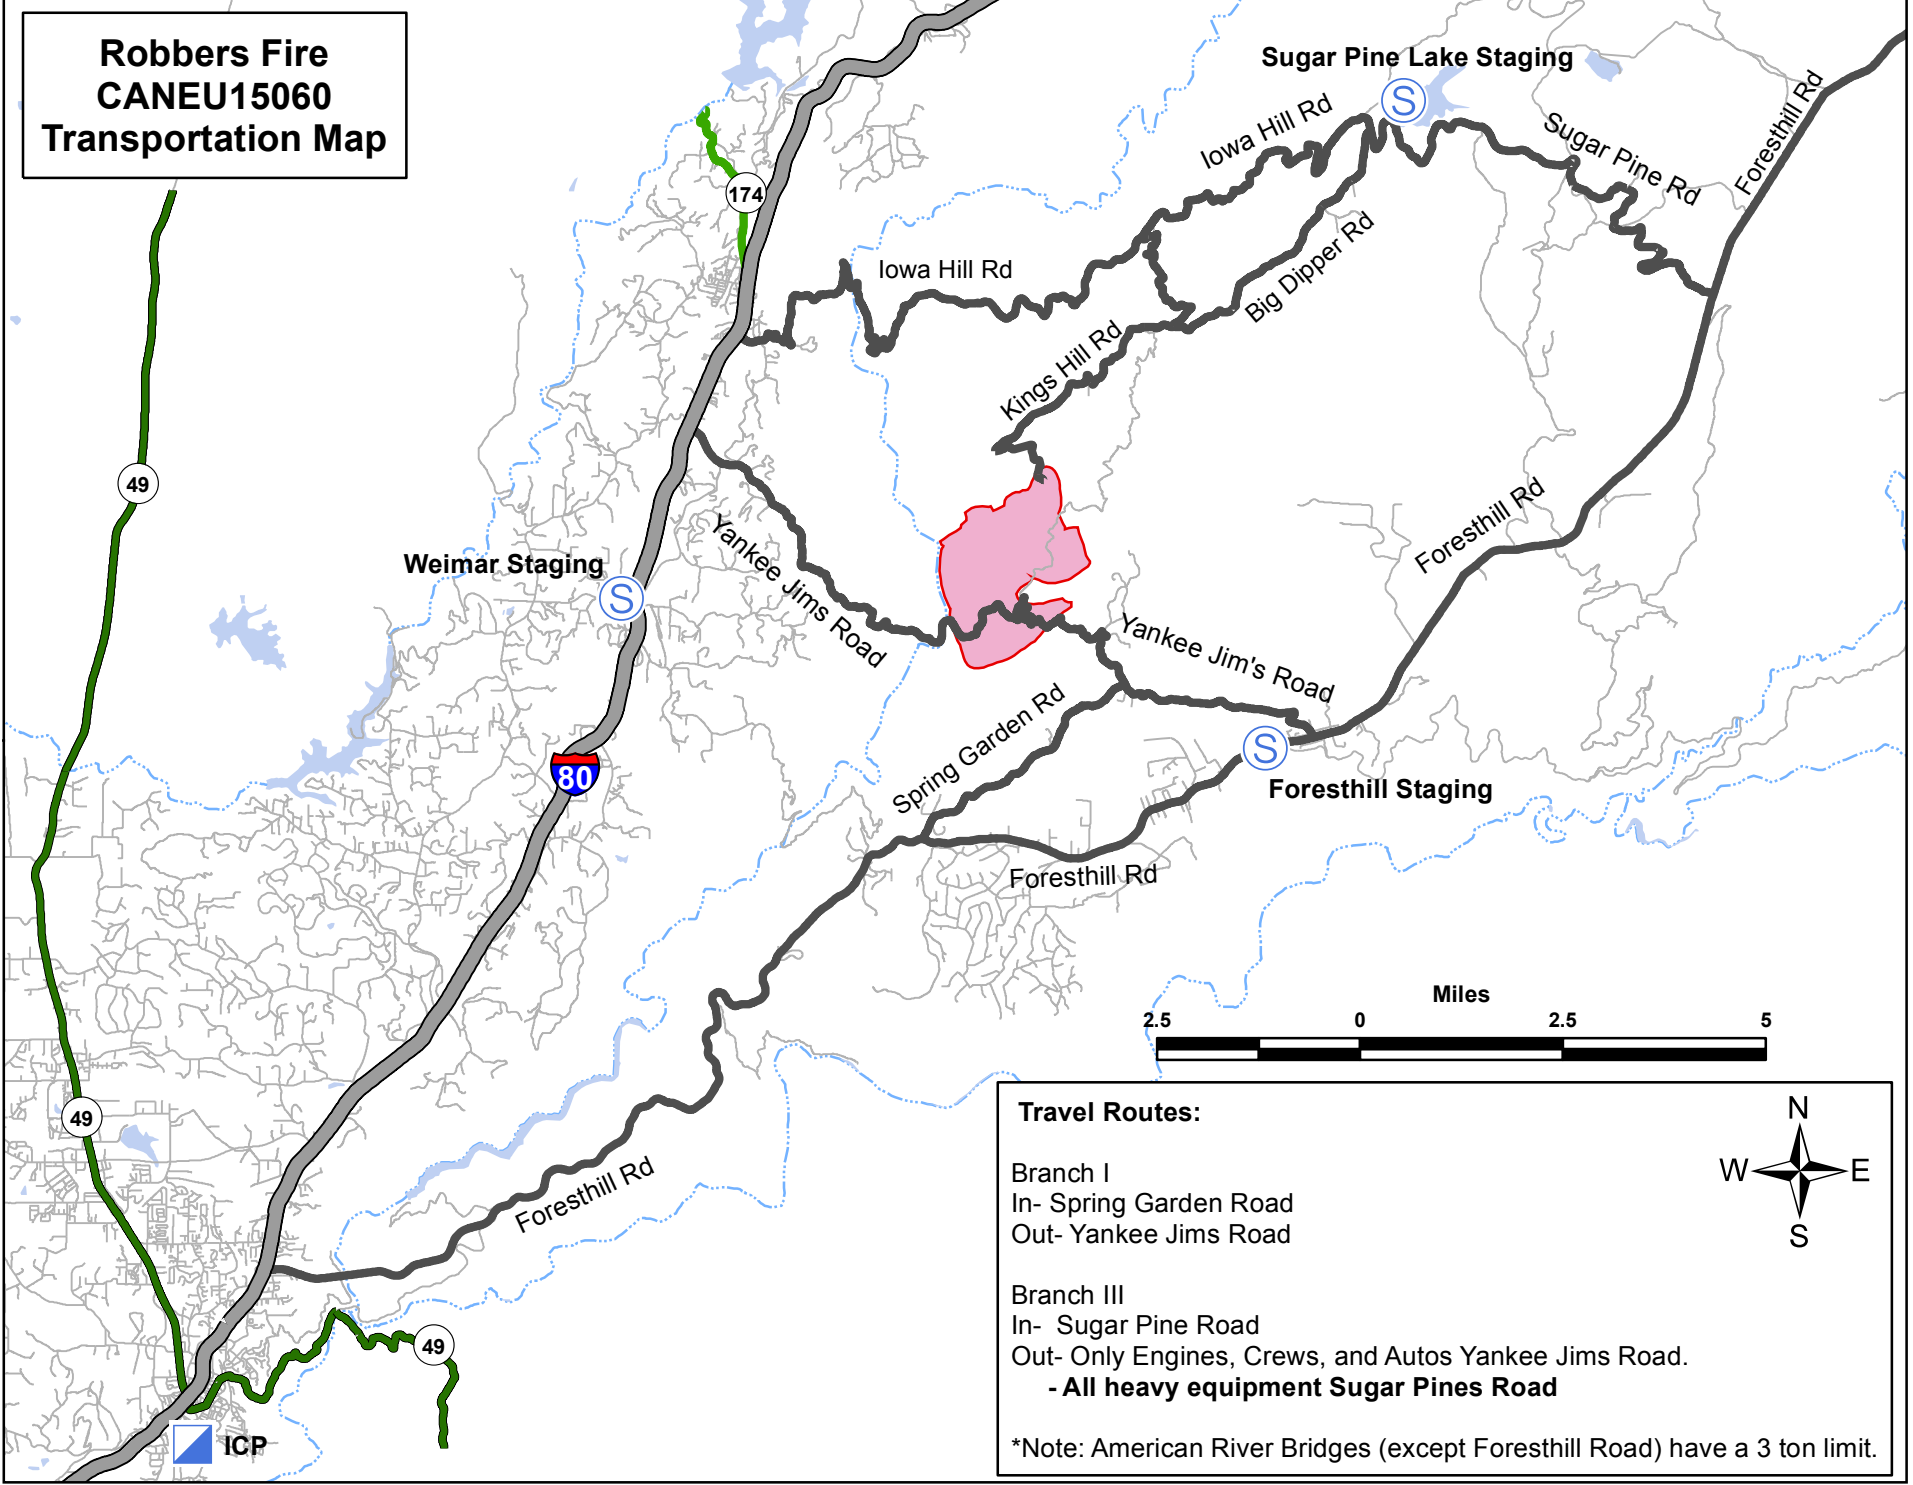 Robbers Fire
CANEU15060
Transportation Map
Sugar Pine Lake Staging
S
Iowa Hill Rd
Sugar Pine Rd
Foresthill Rd
174
Iowa Hill Rd
Big Dipper Rd
Kings Hill Rd
49
Foresthill Rd
Weimar Staging
S
Yankee Jims Road
Yankee Jim's Road
Spring Garden Rd
S
80
Foresthill Staging
Foresthill Rd
Miles
2.5 0 2.5 5
49
Foresthill Rd
49
ICP
Travel Routes:
N
W E
S
Branch I
In- Spring Garden Road
Out- Yankee Jims Road
Branch III
In- Sugar Pine Road
Out- Only Engines, Crews, and Autos Yankee Jims Road.
- All heavy equipment Sugar Pines Road
*Note: American River Bridges (except Foresthill Road) have a 3 ton limit.